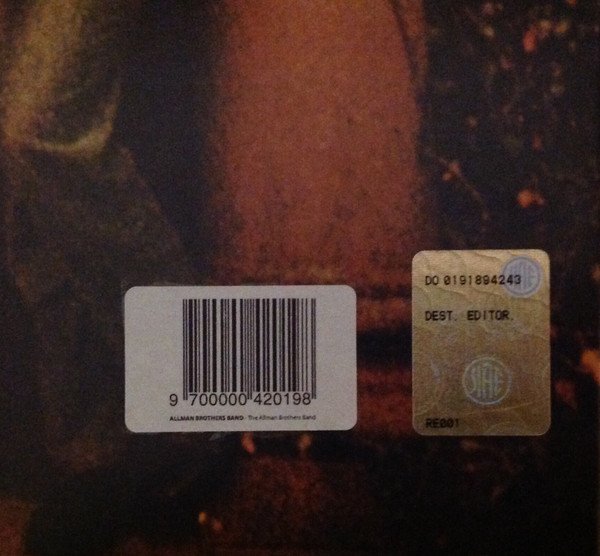 9 700000 420198
ALLMAN BROTHERS BAND - The Allman Brothers Band
DO 0191894243
DEST. EDITOR.
SIAE
RE001